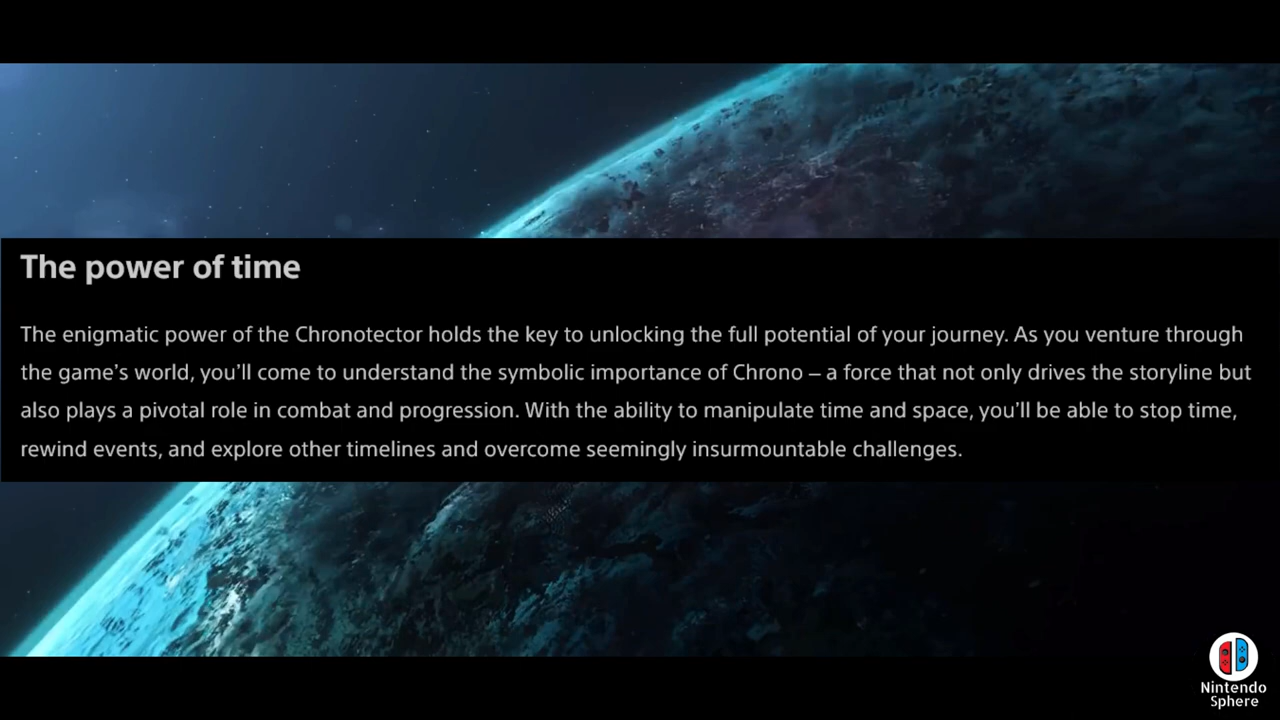 The power of time
The enigmatic power of the Chronotector holds the key to unlocking the full potential of your journey. As you venture through
the game’s world, you’ll come to understand the symbolic importance of Chrono – a force that not only drives the storyline but
also plays a pivotal role in combat and progression. With the ability to manipulate time and space, you’ll be able to stop time,
rewind events, and explore other timelines and overcome seemingly insurmountable challenges.
Nintendo
Sphere